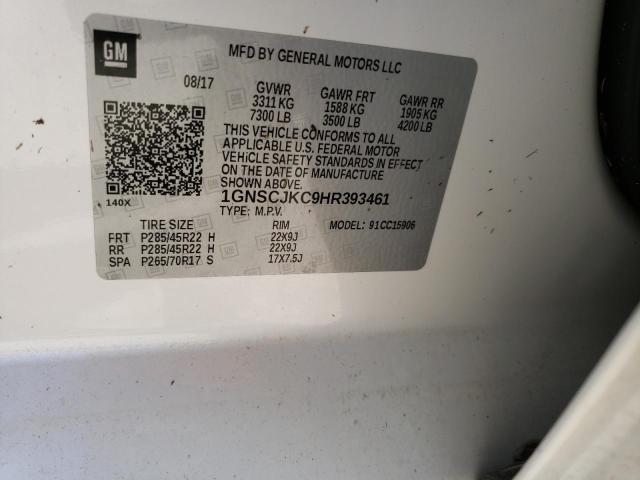 GM
MFD BY GENERAL MOTORS LLC
08/17 GVWR GAWR FRT GAWR RR
3311 KG 1588 KG 1905 KG
7300 LB 3500 LB 4200 LB
THIS VEHICLE CONFORMS TO ALL
APPLICABLE U.S. FEDERAL MOTOR
VEHICLE SAFETY STANDARDS IN EFFECT
ON THE DATE OF MANUFACTURE
SHOWN ABOVE.
140X 1GNSCJKC9HR393461
TYPE: M.P.V. MODEL: 91CC15906
TIRE SIZE RIM
FRT P285/45R22 H 22X9J
RR P285/45R22 H 22X9J
SPA P265/70R17 S 17X7.5J